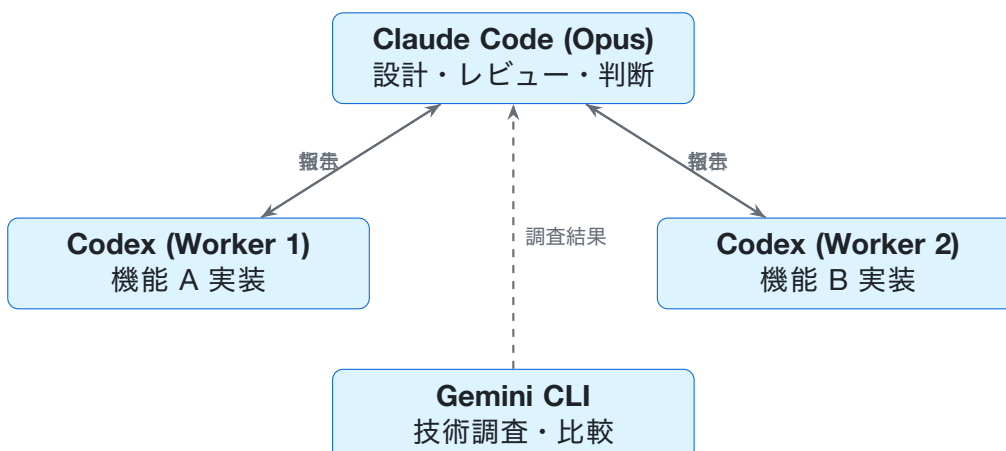 Claude Code (Opus)
設計・レビュー・判断
報告
報告
Codex (Worker 1)
機能 A 実装
調査結果
Codex (Worker 2)
機能 B 実装
Gemini CLI
技術調査・比較